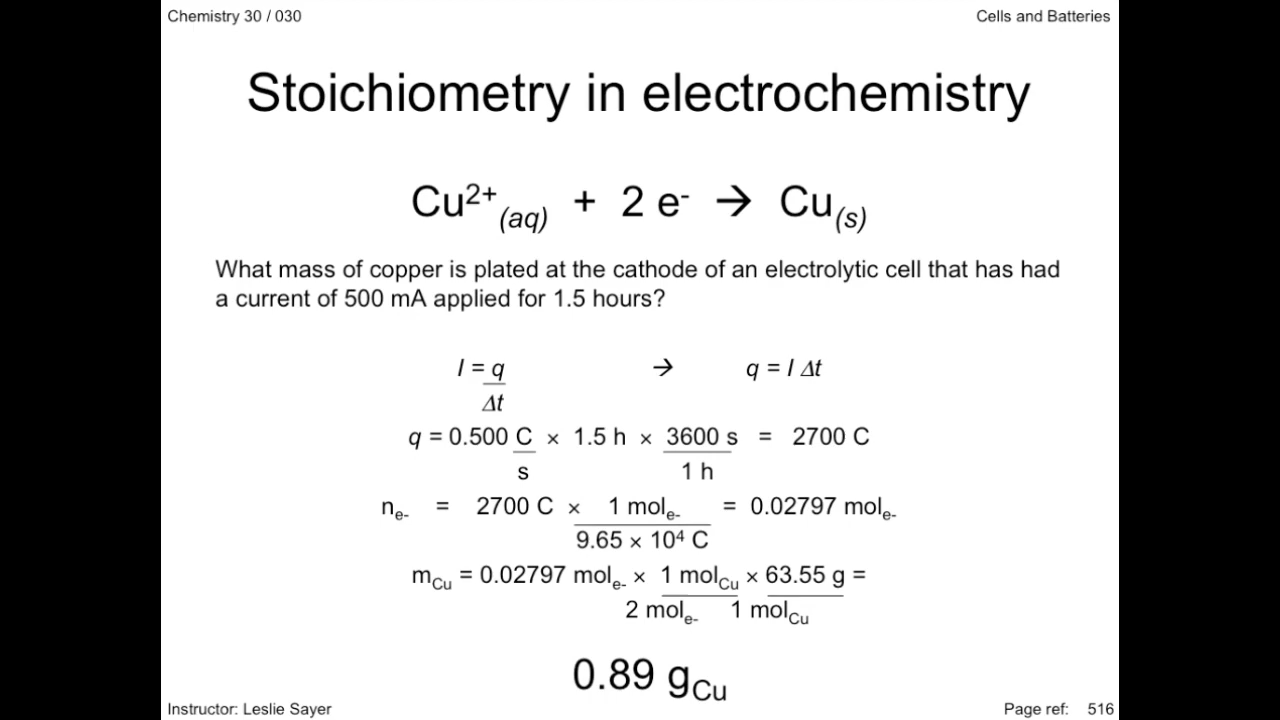 Chemistry 30 / 030 Cells and Batteries
Stoichiometry in electrochemistry
Cu²⁺(aq) + 2 e⁻ → Cu(s)
What mass of copper is plated at the cathode of an electrolytic cell that has had
a current of 500 mA applied for 1.5 hours?
I = q → q = I Δt
Δt
q = 0.500 C × 1.5 h × 3600 s = 2700 C
s 1 h
nₑ₋ = 2700 C × 1 molₑ₋ = 0.02797 molₑ₋
9.65 × 10⁴ C
mCu = 0.02797 molₑ₋ × 1 molCu × 63.55 g =
2 molₑ₋ 1 molCu
0.89 gCu
Instructor: Leslie Sayer Page ref: 516